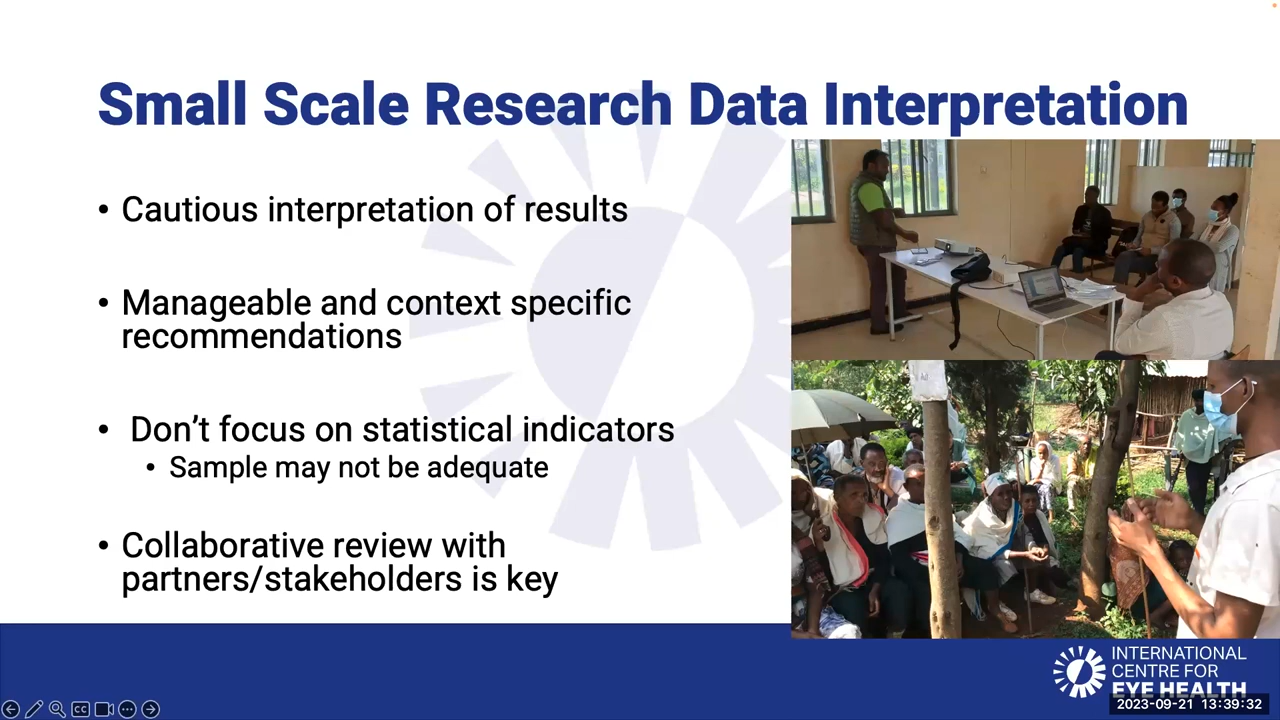 Small Scale Research Data Interpretation
• Cautious interpretation of results
• Manageable and context specific
recommendations
• Don’t focus on statistical indicators
• Sample may not be adequate
• Collaborative review with
partners/stakeholders is key
INTERNATIONAL
CENTRE FOR
EYE HEALTH
2023-09-21 13:39:32
CC